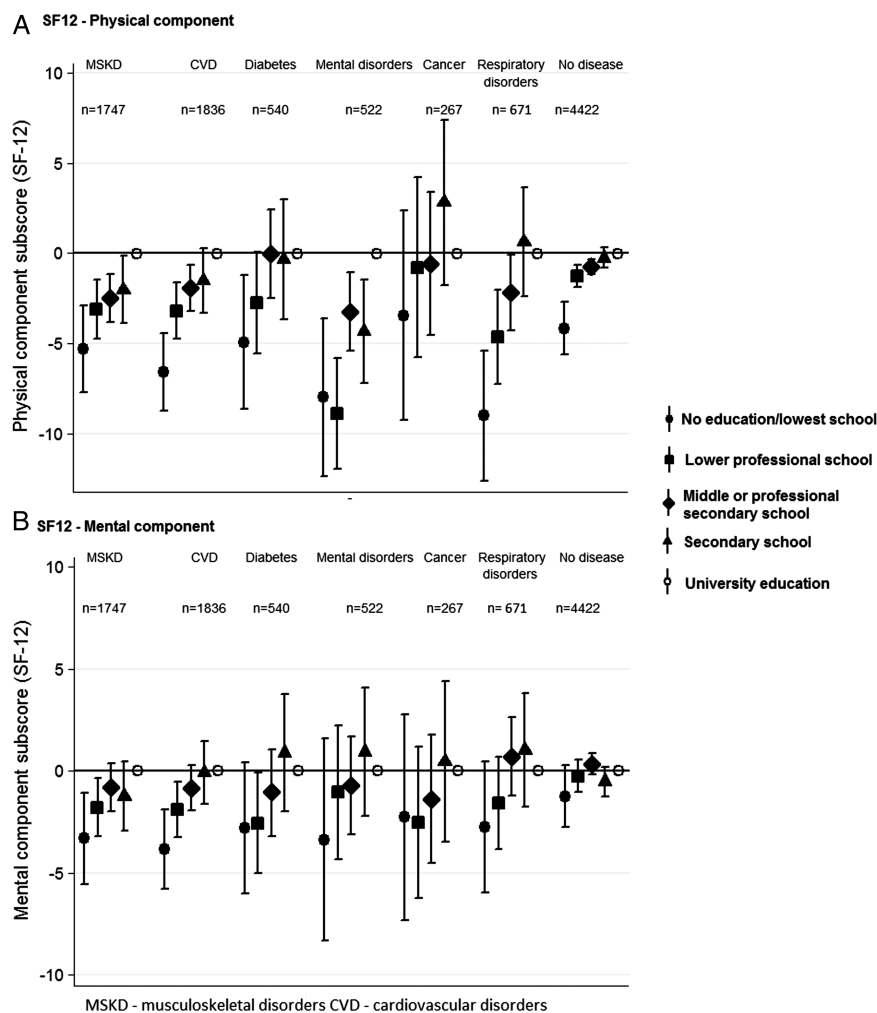 A SF12 - Physical component
MSKD CVD Diabetes Mental disorders Cancer Respiratory disorders No disease
n=1747 n=1836 n=540 n=522 n=267 n= 671 n=4422
Physical component subscore (SF-12)
10
5
0
-5
-10
-
No education/lowest school
Lower professional school
Middle or professional
secondary school
Secondary school
University education
B SF12 - Mental component
MSKD CVD Diabetes Mental disorders Cancer Respiratory disorders No disease
n=1747 n=1836 n=540 n=522 n=267 n= 671 n=4422
Mental component subscore (SF-12)
10
5
0
-5
-10
MSKD - musculoskeletal disorders CVD - cardiovascular disorders